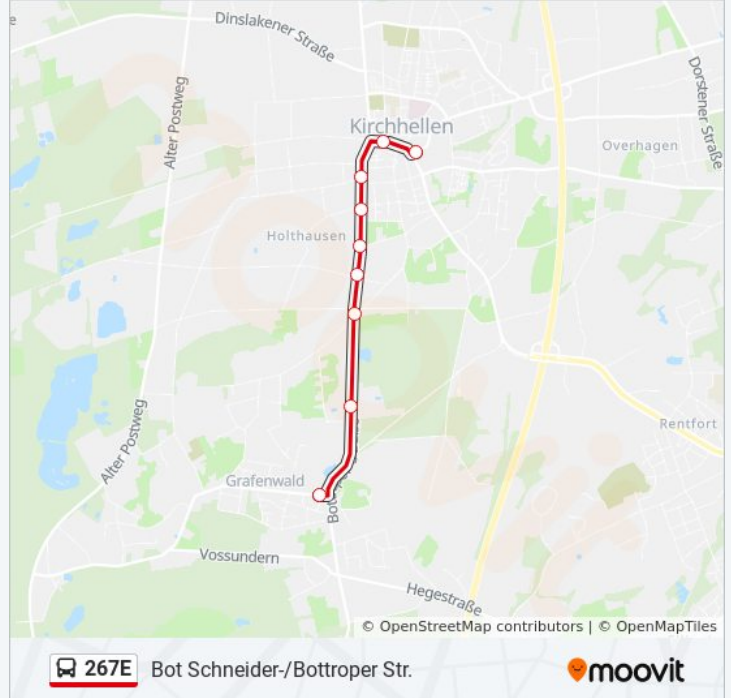 Dinslakener Straße
Dorstener Straße
Alter Postweg
Kirchhellen
Overhagen
Holthausen
Rentfort
Alter Postweg
Grafenwald
Vossundern
Hegestraße
© OpenStreetMap contributors | © OpenMapTiles
267E Bot Schneider-/Bottroper Str.
moovit